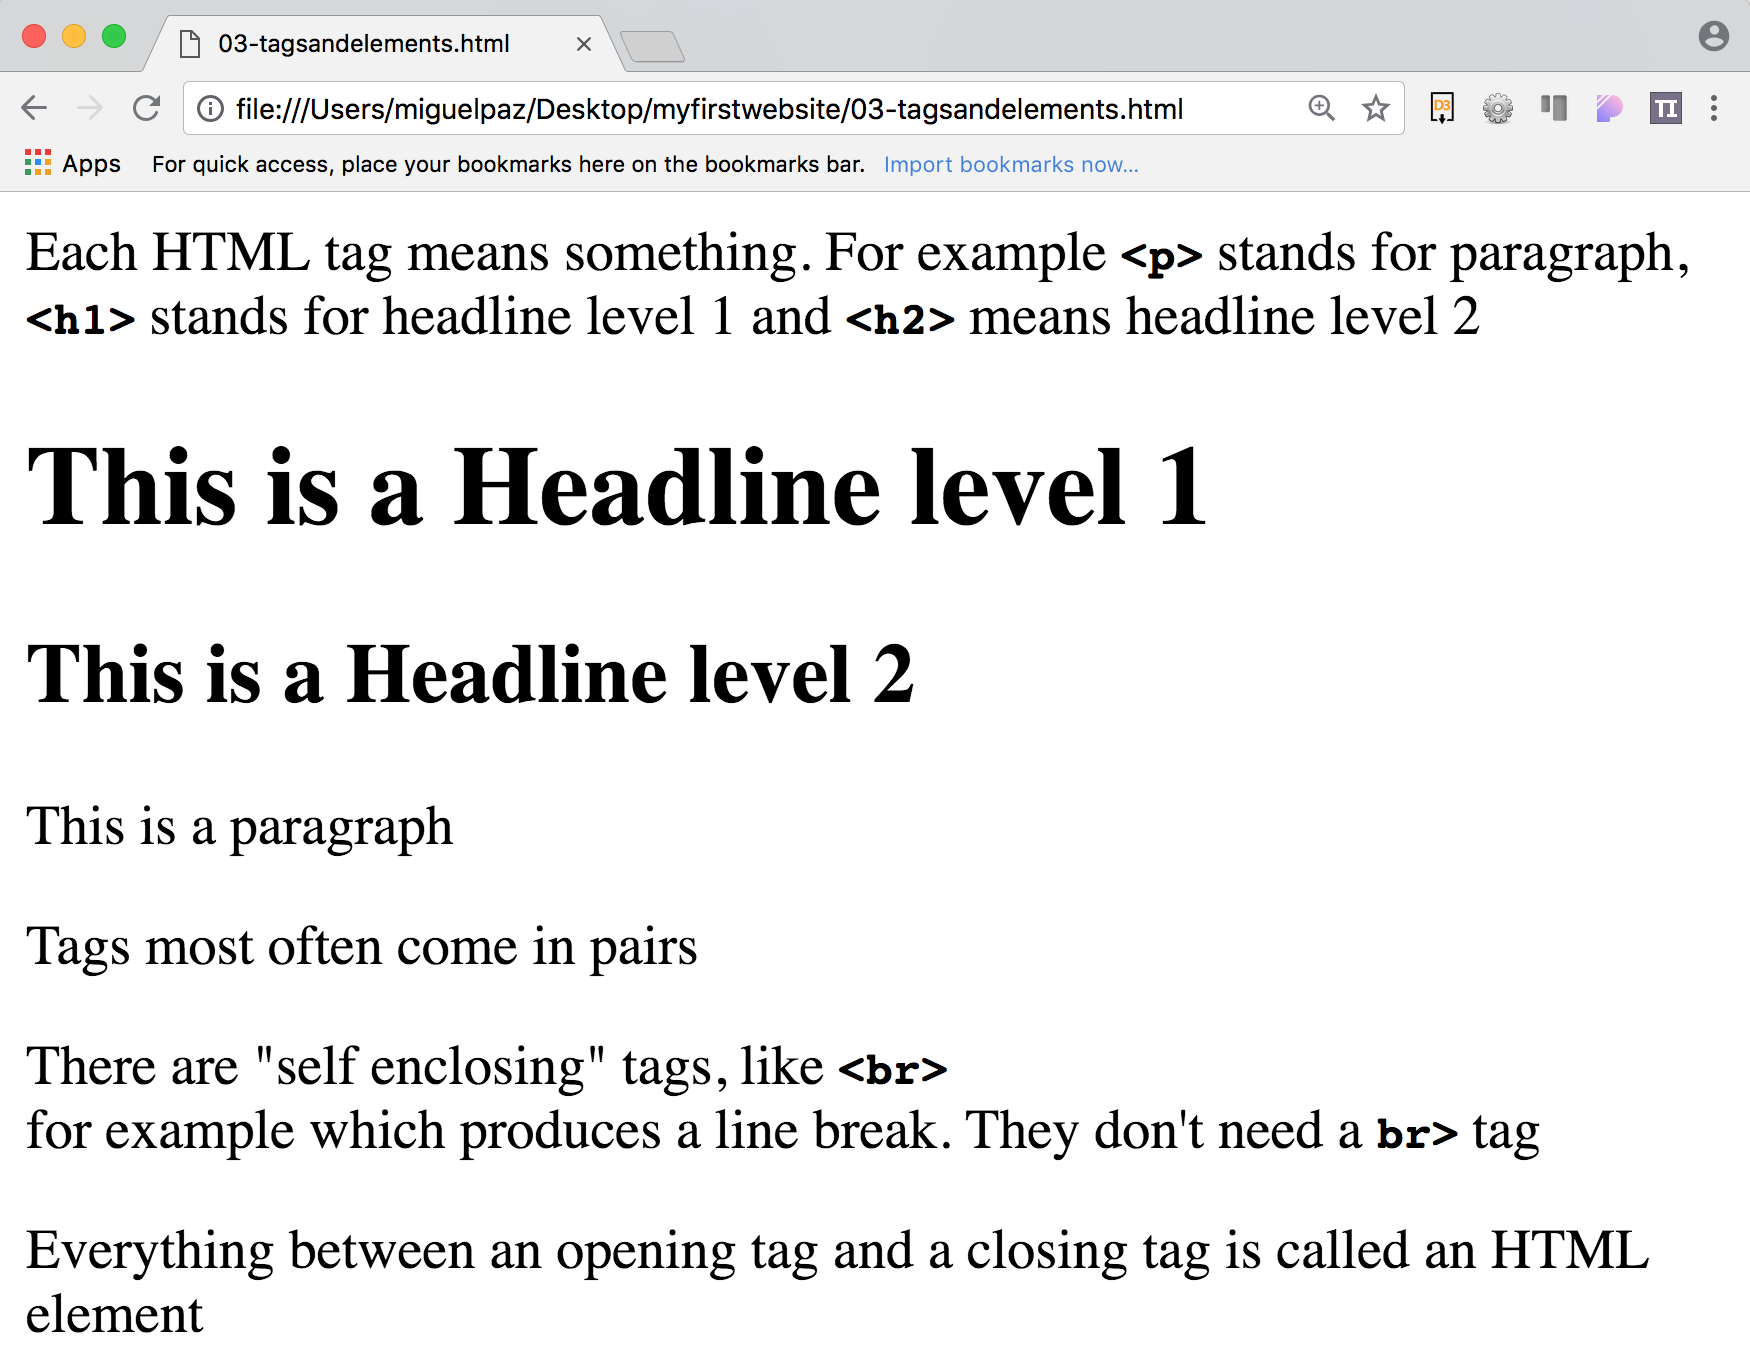 03-tagsandelements.html
file:///Users/miguelpaz/Desktop/myfirstwebsite/03-tagsandelements.html
D3
TI
Apps For quick access, place your bookmarks here on the bookmarks bar. Import bookmarks now...
Each HTML tag means something. For example <p> stands for paragraph,
<h1> stands for headline level 1 and <h2> means headline level 2
This is a Headline level 1
This is a Headline level 2
This is a paragraph
Tags most often come in pairs
There are "self enclosing" tags, like <br>
for example which produces a line break. They don't need a br> tag
Everything between an opening tag and a closing tag is called an HTML
element